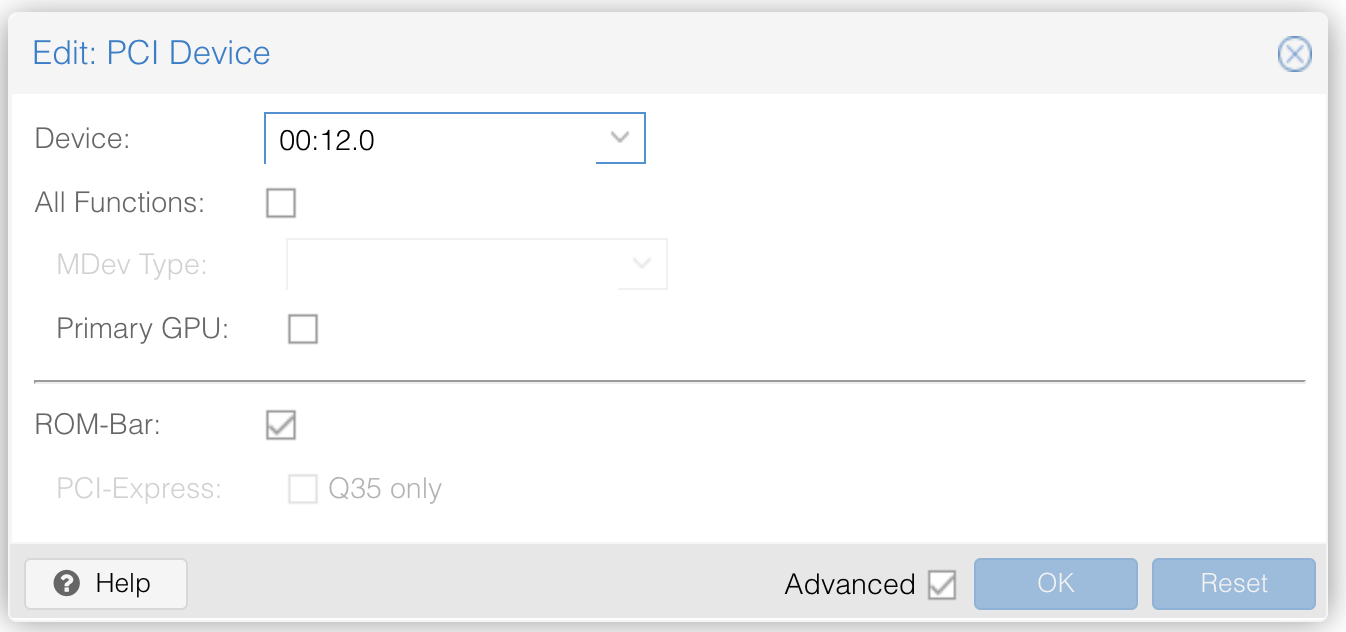 Edit: PCI Device
Device: 00:12.0
All Functions:
MDev Type:
Primary GPU:
ROM-Bar:
PCI-Express: Q35 only
Help Advanced OK Reset